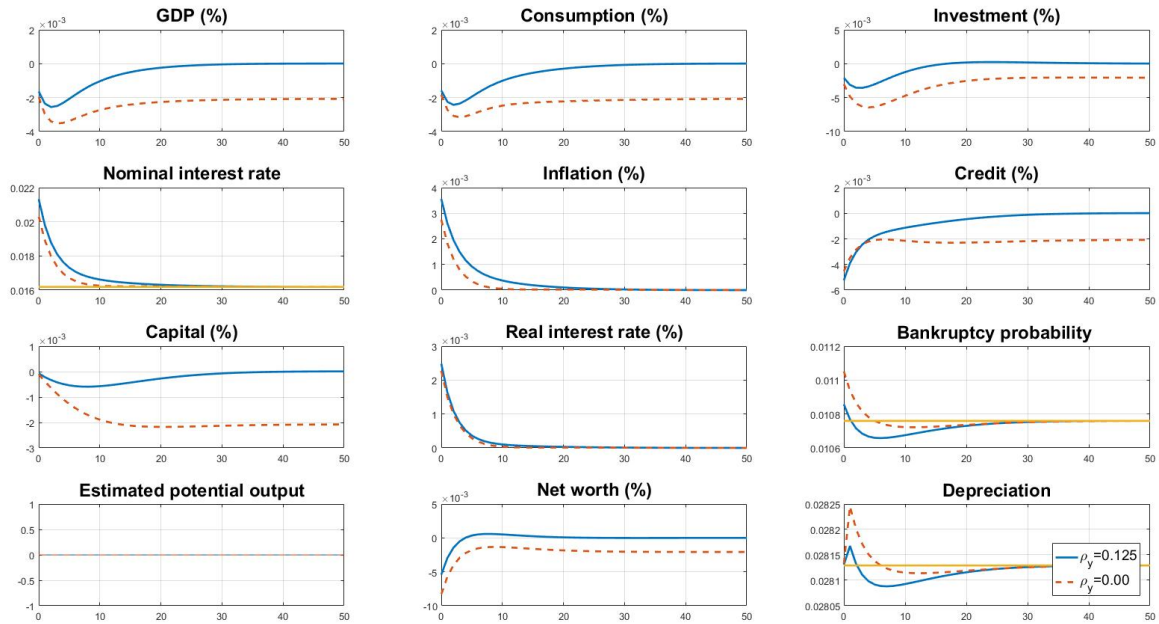 GDP (%)
×10⁻³
2
0
-2
-4
0 10 20 30 40 50
Consumption (%)
×10⁻³
2
0
-2
-4
0 10 20 30 40 50
Investment (%)
×10⁻³
5
0
-5
-10
0 10 20 30 40 50
Nominal interest rate
0.022
0.02
0.018
0.016
0 10 20 30 40 50
Inflation (%)
×10⁻³
4
3
2
1
0
0 10 20 30 40 50
Credit (%)
×10⁻³
2
0
-2
-4
-6
0 10 20 30 40 50
Capital (%)
×10⁻³
1
0
-1
-2
-3
0 10 20 30 40 50
Real interest rate (%)
×10⁻³
3
2
1
0
0 10 20 30 40 50
Bankruptcy probability
0.0112
0.011
0.0108
0.0106
0 10 20 30 40 50
Estimated potential output
1
0.5
0
-0.5
-1
0 10 20 30 40 50
Net worth (%)
×10⁻³
5
0
-5
-10
0 10 20 30 40 50
Depreciation
0.02825
0.0282
0.02815
0.0281
0.02805
0 10 20 30 40 50
ρ_y=0.125
ρ_y=0.00